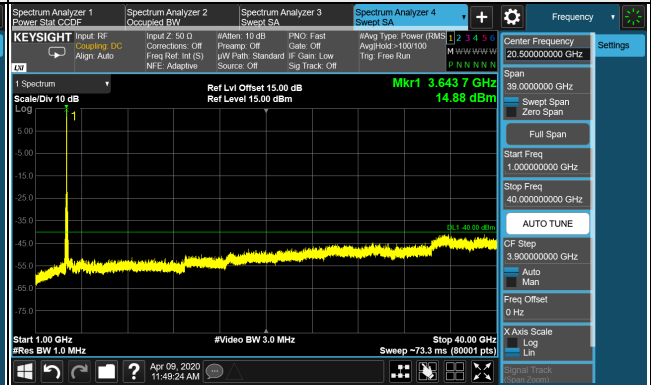 Spectrum Analyzer 1
Power Stat CCDF
Spectrum Analyzer 2
Occupied BW
Spectrum Analyzer 3
Swept SA
Spectrum Analyzer 4
Swept SA
Frequency
KEYSIGHT
LXI
Input: RF
Coupling: DC
Align: Auto
Input Z: 50 Ω
Corrections: Off
Freq Ref: Int (S)
NFE: Adaptive
#Atten: 10 dB
Preamp: Off
µW Path: Standard
Source: Off
PNO: Fast
Gate: Off
IF Gain: Low
Sig Track: Off
#Avg Type: Power (RMS
Avg|Hold:>100/100
Trig: Free Run
1 2 3 4 5 6
M W W W W W
P N N N N N
Center Frequency
20.500000000 GHz
Settings
Span
39.0000000 GHz
Swept Span
Zero Span
Full Span
Start Freq
1.000000000 GHz
Stop Freq
40.000000000 GHz
AUTO TUNE
CF Step
3.900000000 GHz
Auto
Man
Freq Offset
0 Hz
X Axis Scale
Log
Lin
Signal Track
(Span Zoom)
1 Spectrum
Scale/Div 10 dB
Log
Ref Lvl Offset 15.00 dB
Ref Level 15.00 dBm
Mkr1 3.643 7 GHz
14.88 dBm
1
5.00
-5.00
-15.0
-25.0
-35.0
-45.0
-55.0
-65.0
-75.0
DL1 -40.00 dBm
Start 1.00 GHz
#Res BW 1.0 MHz
#Video BW 3.0 MHz
Stop 40.00 GHz
Sweep ~73.3 ms (80001 pts)
Apr 09, 2020
11:49:24 AM